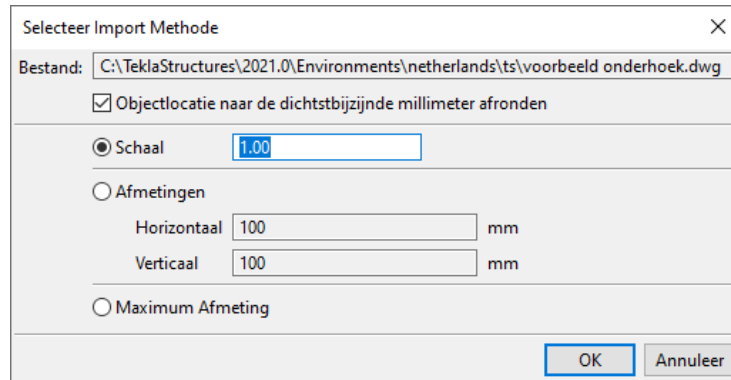 Selecteer Import Methode
Bestand: C:\TeklaStructures\2021.0\Environments\netherlands\ts\voorbeeld onderhoek.dwg
Objectlocatie naar de dichtstbijzijnde millimeter afronden
Schaal 1.00
Afmetingen
Horizontaal 100 mm
Verticaal 100 mm
Maximum Afmeting
OK Annuleer